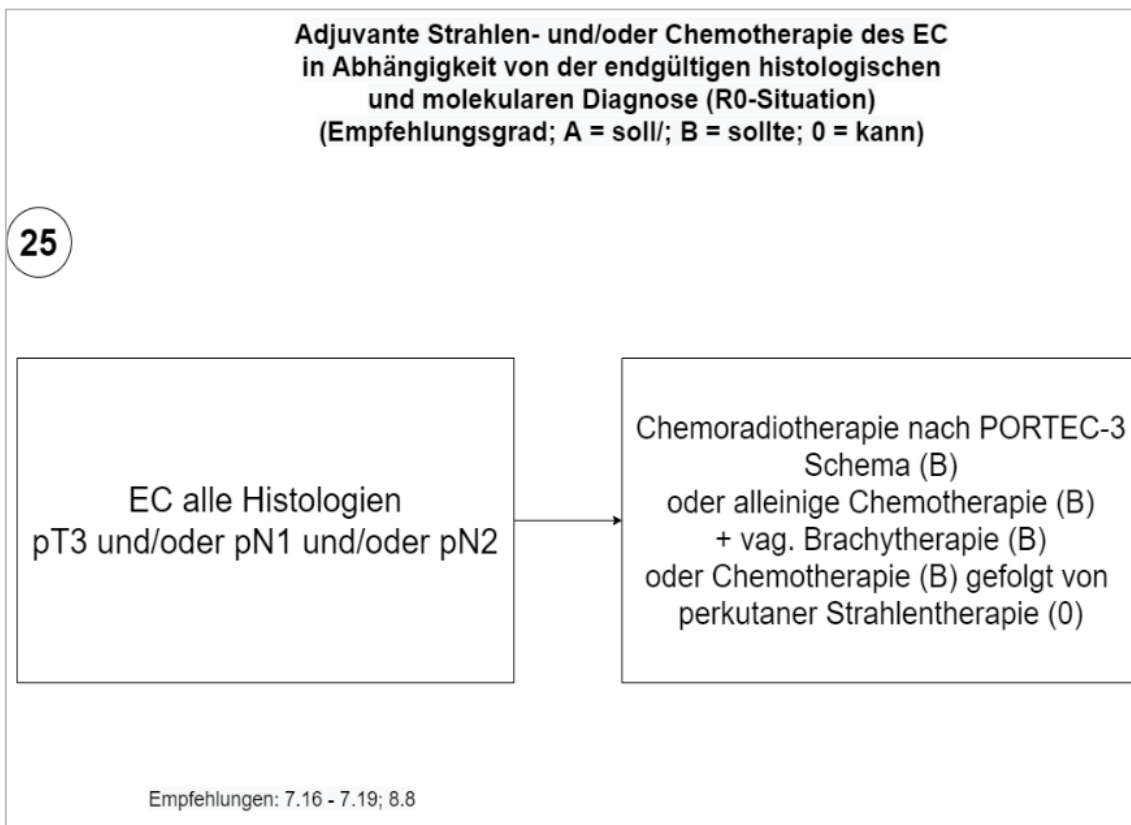 Adjuvante Strahlen- und/oder Chemotherapie des EC
in Abhängigkeit von der endgültigen histologischen
und molekularen Diagnose (R0-Situation)
(Empfehlungsgrad; A = soll/; B = sollte; 0 = kann)
25
EC alle Histologien
pT3 und/oder pN1 und/oder pN2
Chemoradiotherapie nach PORTEC-3
Schema (B)
oder alleinige Chemotherapie (B)
+ vag. Brachytherapie (B)
oder Chemotherapie (B) gefolgt von
perkutaner Strahlentherapie (0)
Empfehlungen: 7.16 - 7.19; 8.8